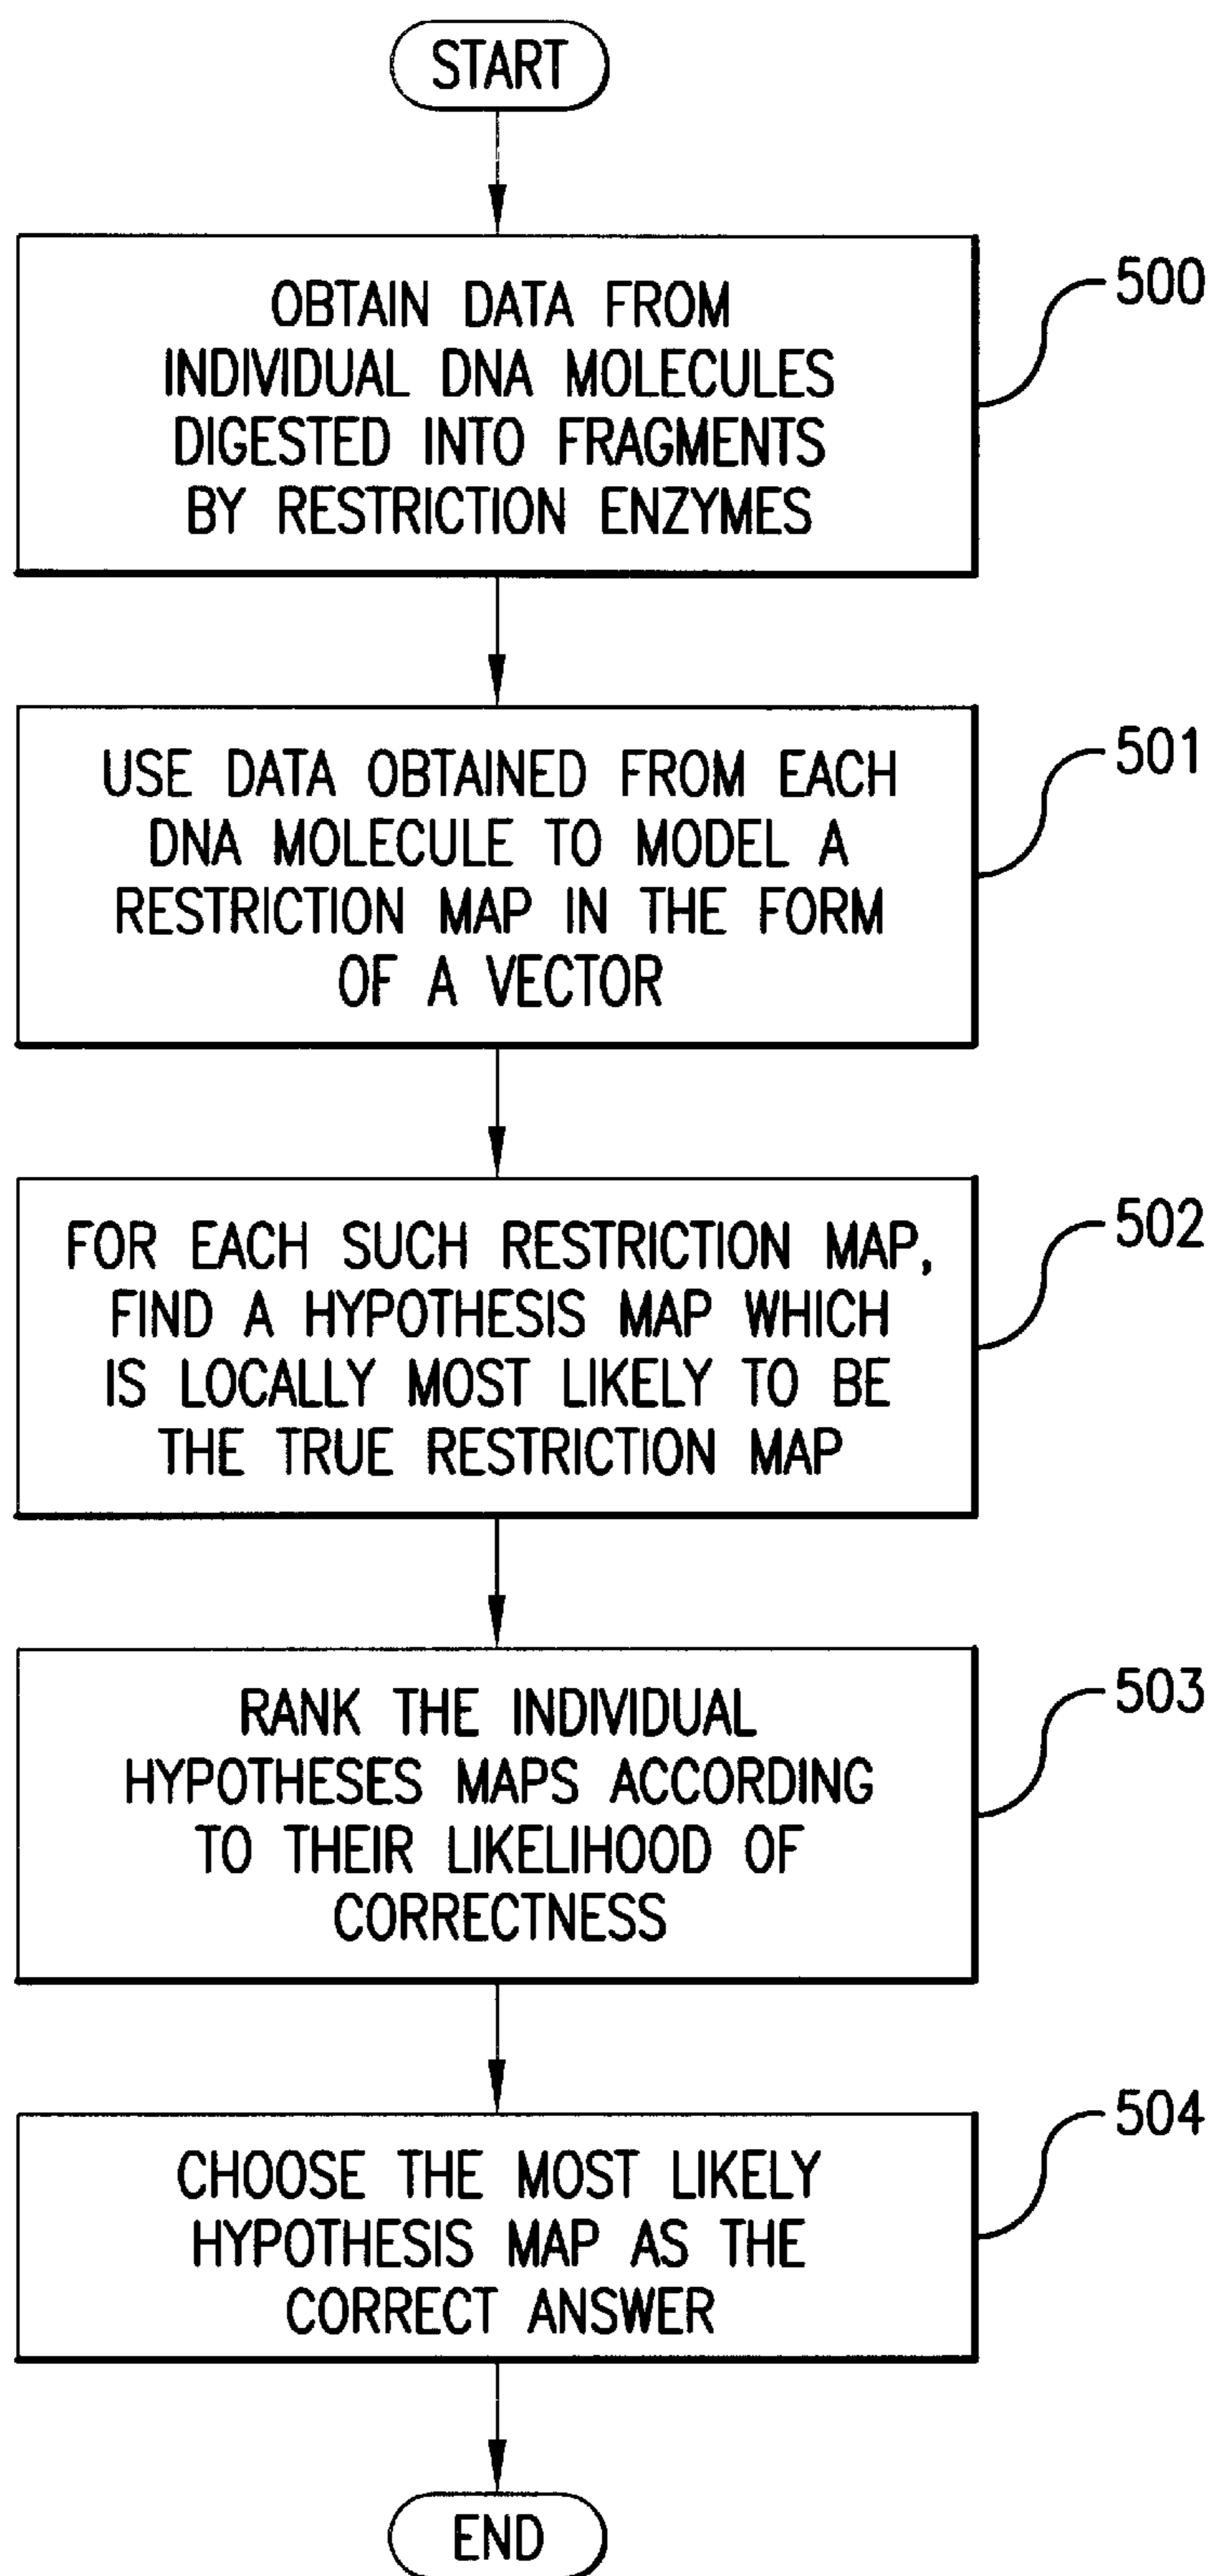 START
OBTAIN DATA FROM
INDIVIDUAL DNA MOLECULES
DIGESTED INTO FRAGMENTS
BY RESTRICTION ENZYMES
500
USE DATA OBTAINED FROM EACH
DNA MOLECULE TO MODEL A
RESTRICTION MAP IN THE FORM
OF A VECTOR
501
FOR EACH SUCH RESTRICTION MAP,
FIND A HYPOTHESIS MAP WHICH
IS LOCALLY MOST LIKELY TO BE
THE TRUE RESTRICTION MAP
502
RANK THE INDIVIDUAL
HYPOTHESES MAPS ACCORDING
TO THEIR LIKELIHOOD OF
CORRECTNESS
503
CHOOSE THE MOST LIKELY
HYPOTHESIS MAP AS THE
CORRECT ANSWER
504
END